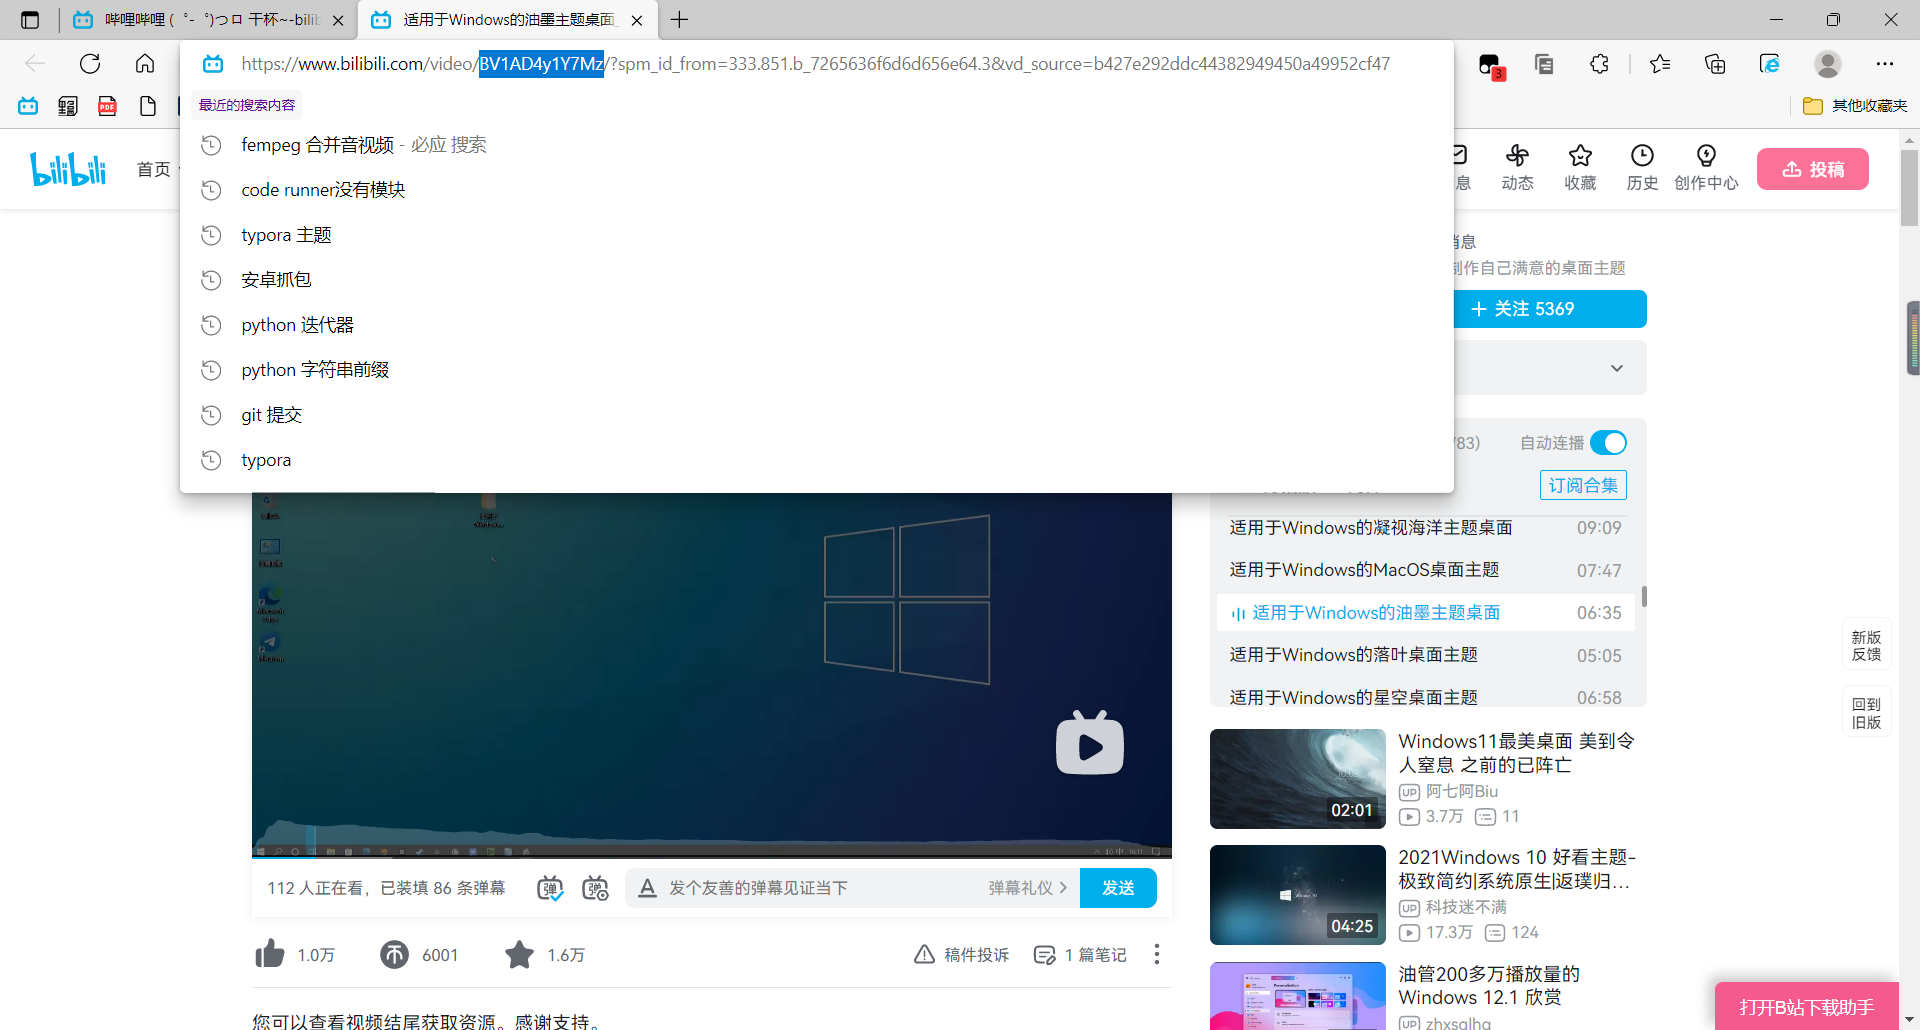 哔哩哔哩 (゜-゜)つロ 干杯~-bilib
适用于Windows的油墨主题桌面_
https://www.bilibili.com/video/BV1AD4y1Y7Mz/?spm_id_from=333.851.b_7265636f6d6d656e64.3&vd_source=b427e292ddc44382949450a49952cf47
3
最近的搜索内容
PDF
其他收藏夹
fempeg 合并音视频 - 必应 搜索
code runner没有模块
typora 主题
安卓抓包
python 迭代器
python 字符串前缀
git 提交
typora
bilibili
首页
息
动态
收藏
历史
创作中心
投稿
消息
制作自己满意的桌面主题
+ 关注 5369
/83)
自动连播
订阅合集
适用于Windows的凝视海洋主题桌面 09:09
适用于Windows的MacOS桌面主题 07:47
适用于Windows的油墨主题桌面 06:35
适用于Windows的落叶桌面主题 05:05
适用于Windows的星空桌面主题 06:58
新版
反馈
回到
旧版
Windows11最美桌面 美到令
人窒息 之前的已阵亡
UP 阿七阿Biu
3.7万 11
02:01
2021Windows 10 好看主题-
极致简约|系统原生|返璞归...
UP 科技迷不满
17.3万 124
04:25
油管200多万播放量的
Windows 12.1 欣赏
UP zhxsglhg
112 人正在看, 已装填 86 条弹幕
弹
弹
A 发个友善的弹幕见证当下
弹幕礼仪 >
发送
1.0万
6001
1.6万
稿件投诉
1 篇笔记
您可以查看视频结尾获取资源。感谢支持。
打开B站下载助手